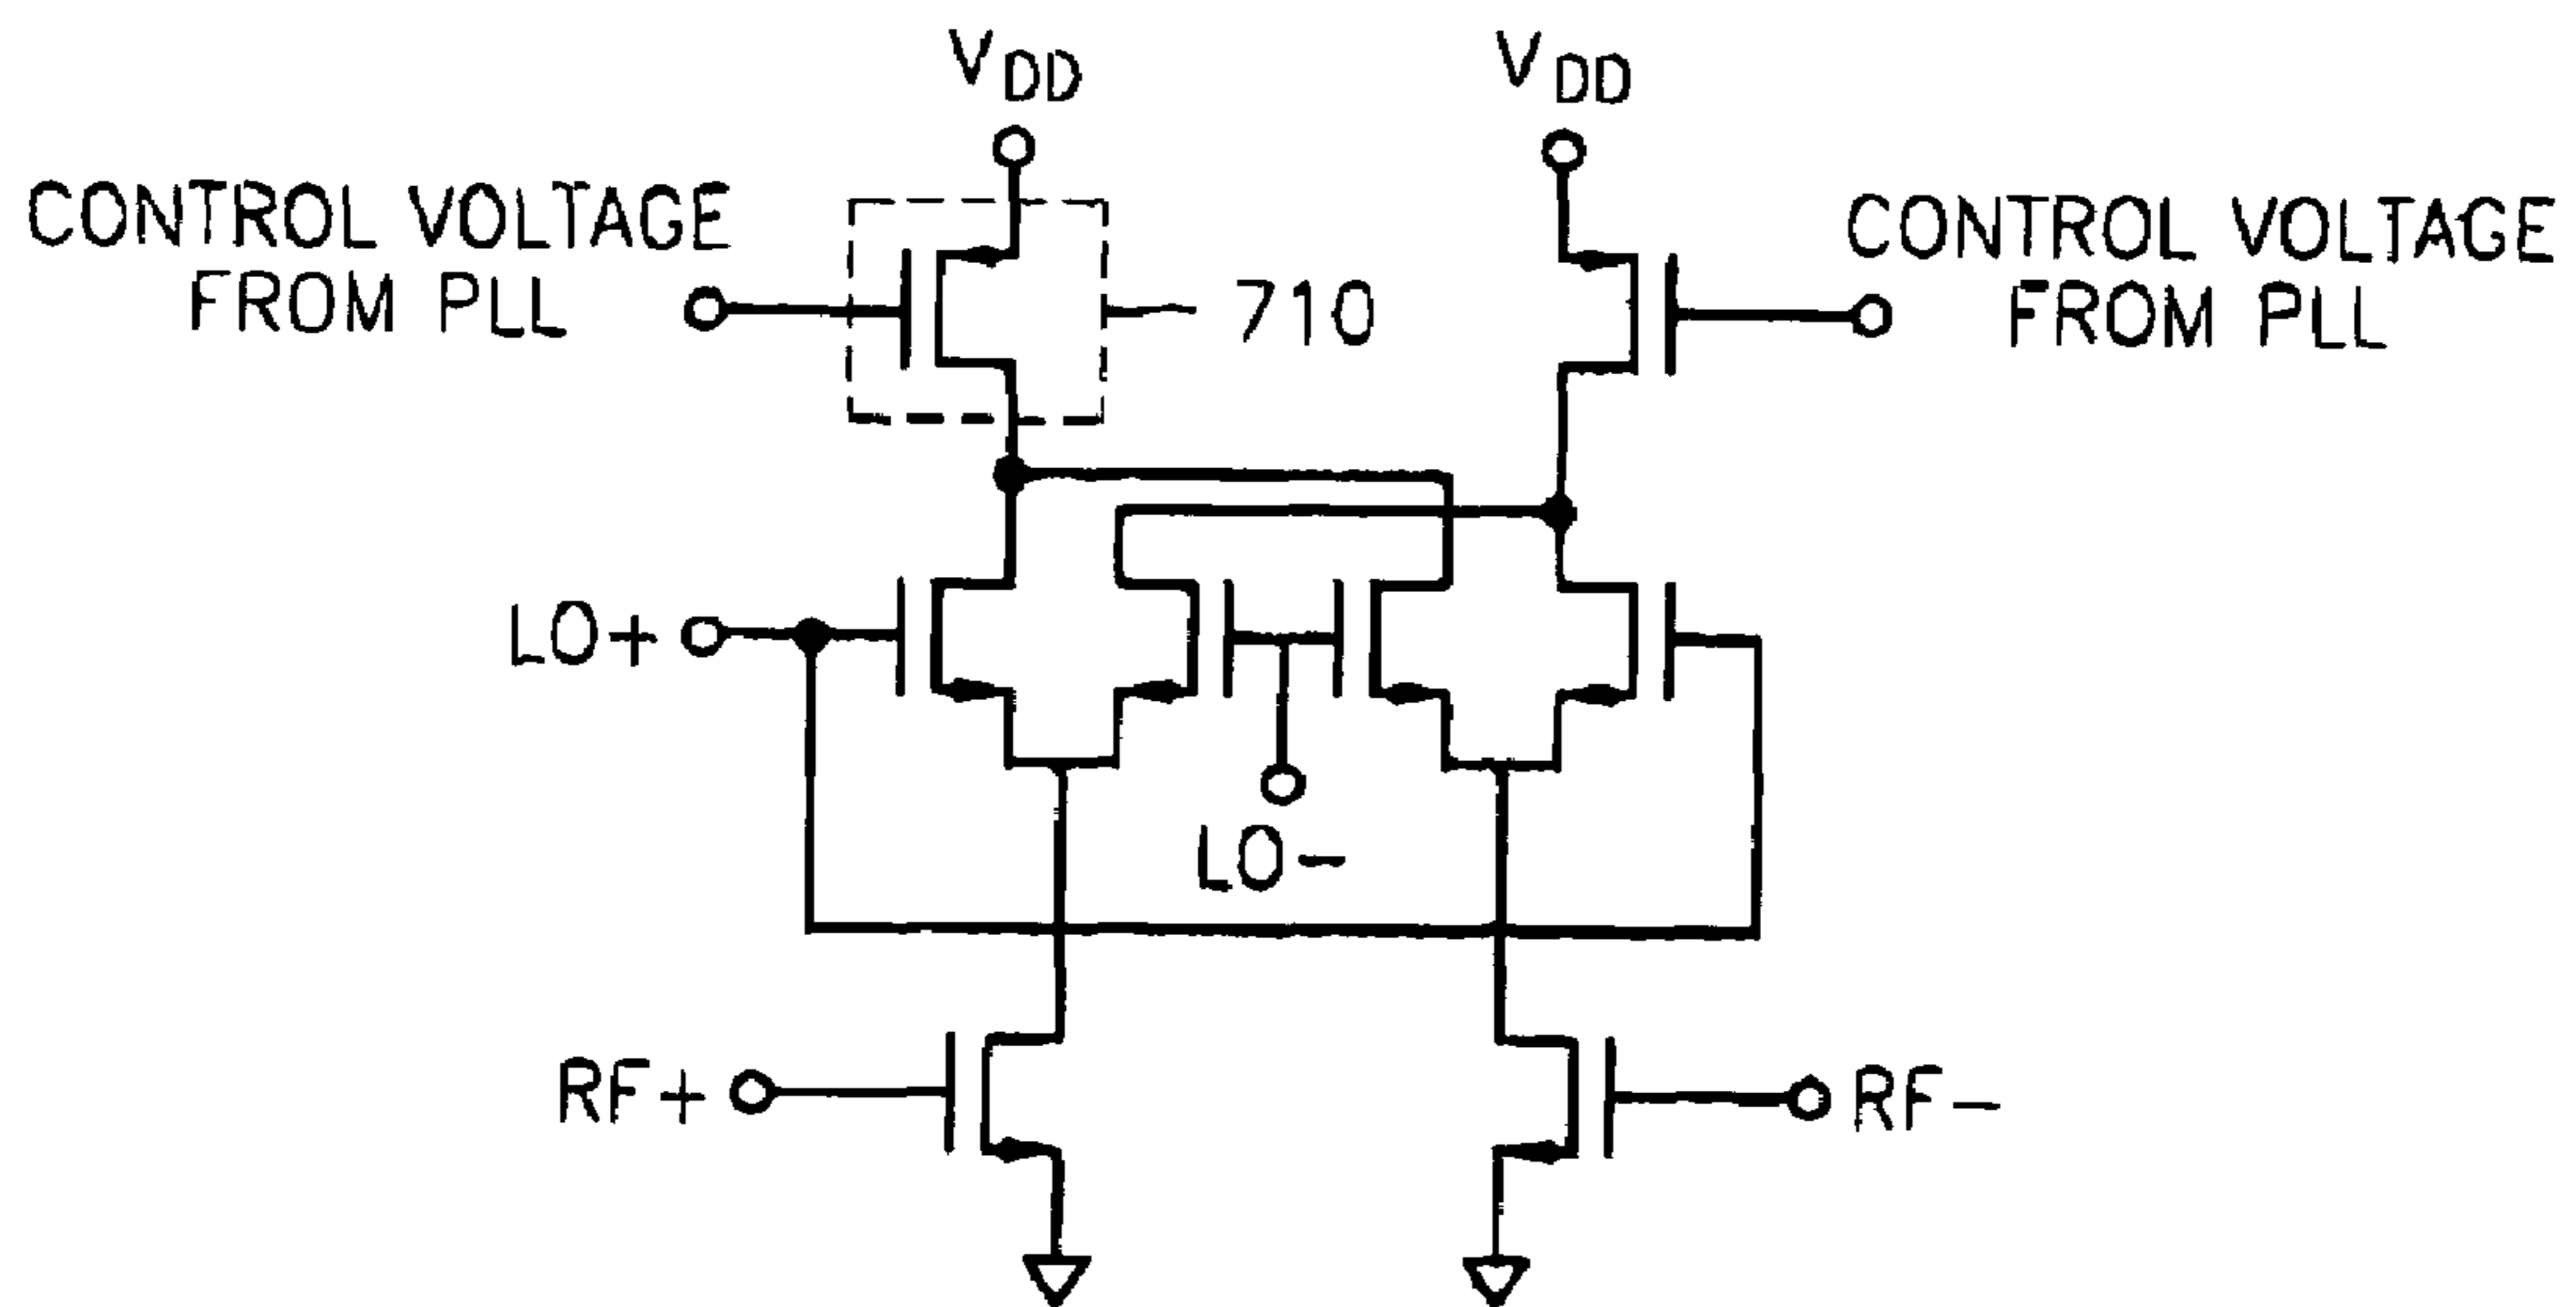 VDD
VDD
CONTROL VOLTAGE
FROM PLL
710
CONTROL VOLTAGE
FROM PLL
LO+
LO-
RF+
RF-